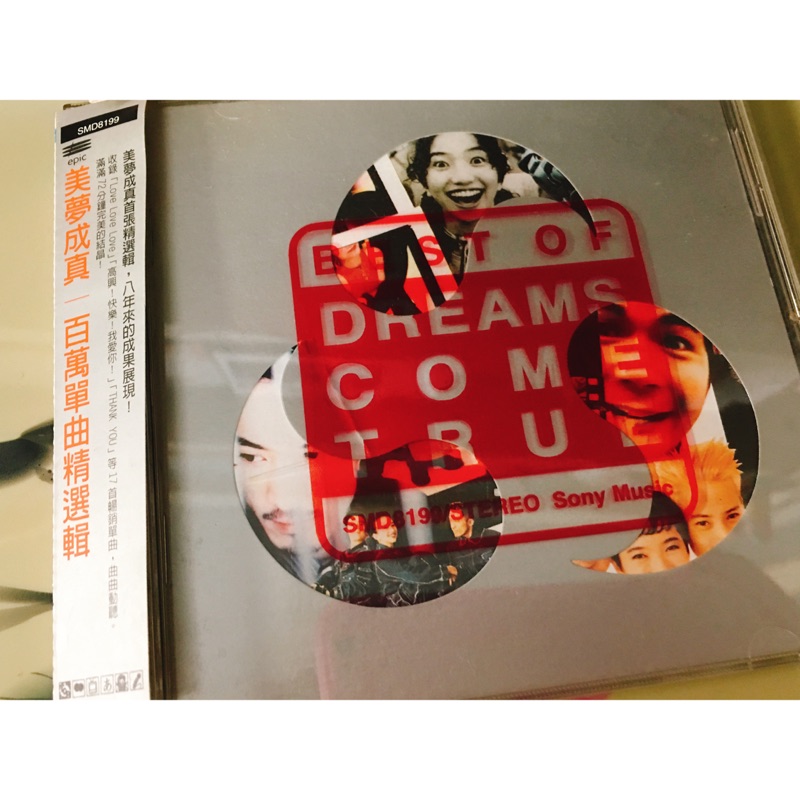 SMD8199
epic
美夢成真 | 百萬單曲精選輯
美夢成真首張精選輯，八年來的成果展現！
收錄「Love Love Love」「高興！快樂！我愛你！」「THANK YOU」等17首暢銷單曲，曲曲動聽。
滿滿72分鐘完美的結晶！
BEST OF
DREAMS
COME
TRUE
SMD8190/STEREO Sony Music